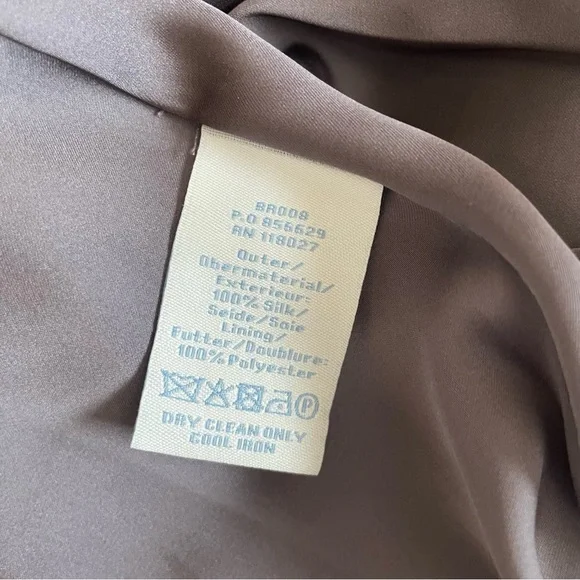 BR008
P.O 856629
RN 118027
Outer/
Obermaterial/
Exterieur:
100% Silk/
Seide/Soie
Lining/
Futter/Doublure:
100% Polyester
P
DRY CLEAN ONLY
COOL IRON